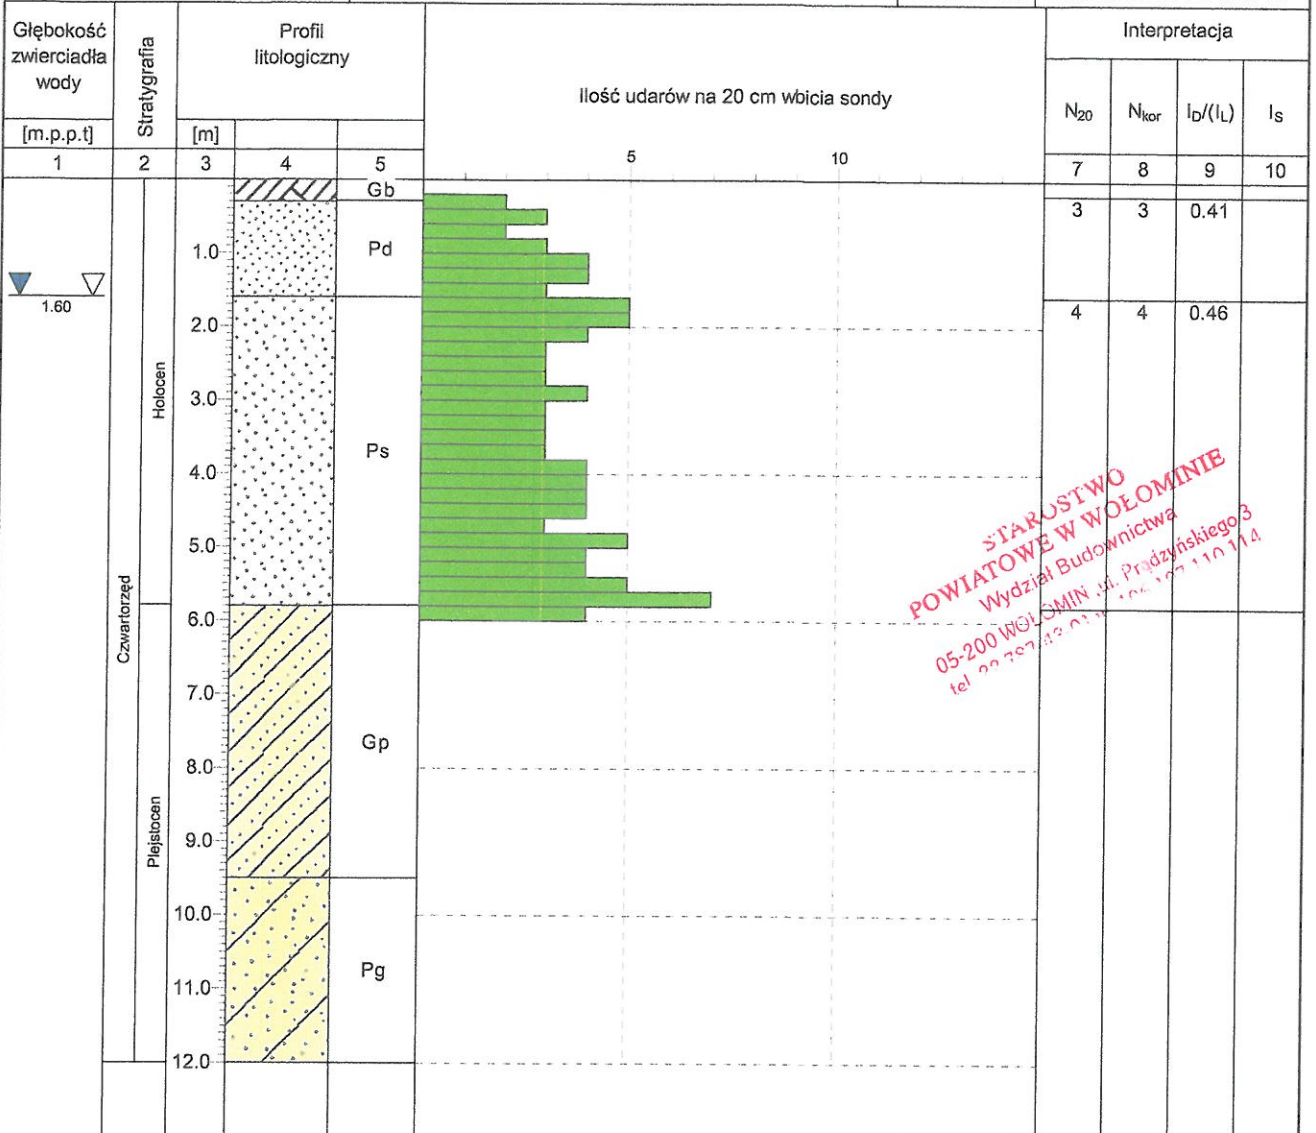 Głębokość
zwierciadła
wody
[m.p.p.t]
1
Stratygrafia
2
Profil
litologiczny
[m]
3
4
5
Ilość udarów na 20 cm wbicia sondy
5
10
Interpretacja
N20
Nkor
ID/(IL)
IS
7
8
9
10
Gb
3
3
0.41
1.0
Pd
1.60
4
4
0.46
2.0
Holocen
3.0
Ps
4.0
5.0
Czwartorzęd
6.0
7.0
Gp
8.0
Plejstocen
9.0
10.0
Pg
11.0
12.0
STAROSTWO
POWIATOWE W WOŁOMINIE
Wydział Budownictwa
05-200 WOŁOMIN ul. Prądzyńskiego 3
tel.